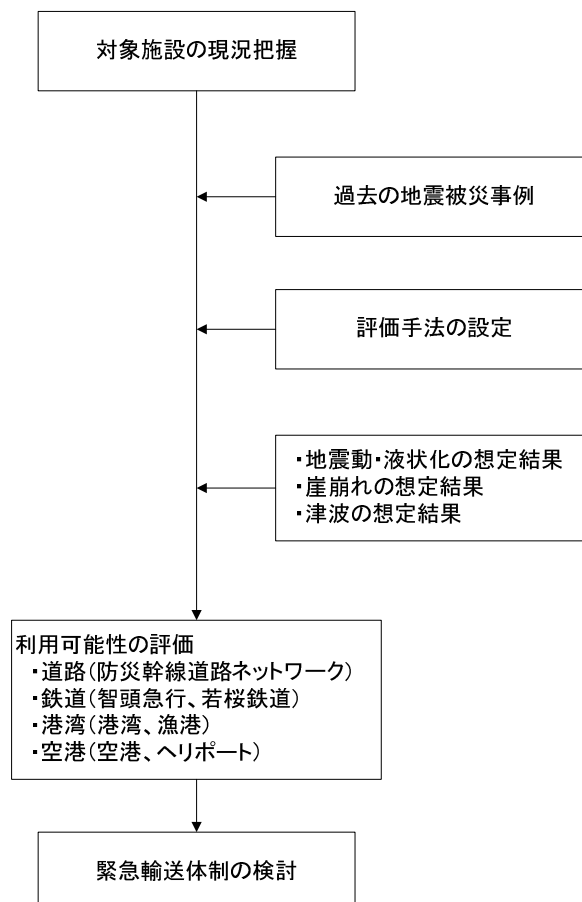 対象施設の現況把握
過去の地震被災事例
評価手法の設定
・地震動・液状化の想定結果
・崖崩れの想定結果
・津波の想定結果
利用可能性の評価
・道路(防災幹線道路ネットワーク)
・鉄道(智頭急行、若桜鉄道)
・港湾(港湾、漁港)
・空港(空港、ヘリポート)
緊急輸送体制の検討